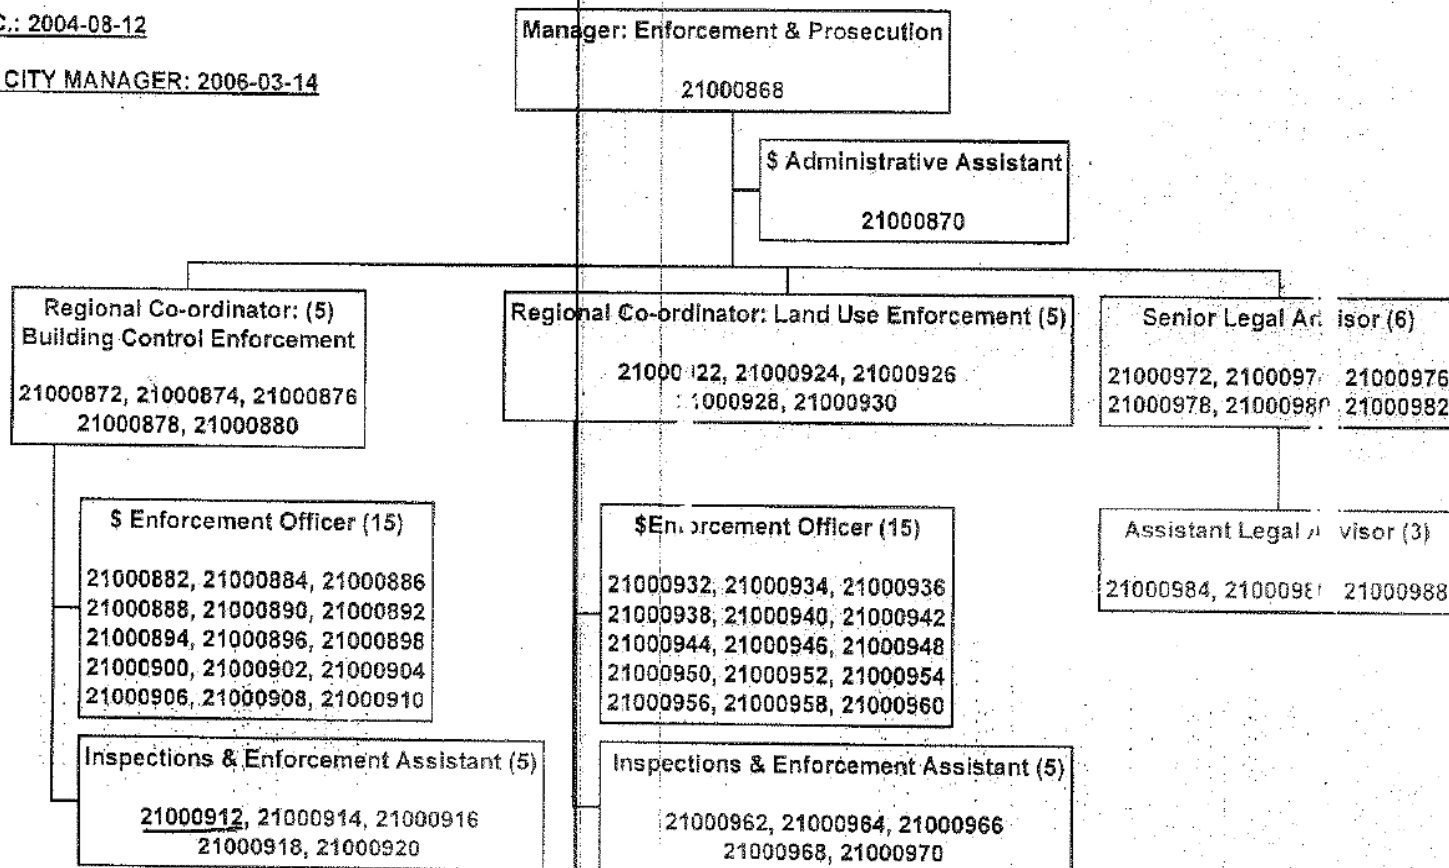 C.: 2004-08-12
CITY MANAGER: 2006-03-14
Manager: Enforcement & Prosecution
21000868
$ Administrative Assistant
21000870
Regional Co-ordinator: (5)
Building Control Enforcement
21000872, 21000874, 21000876
21000878, 21000880
Regional Co-ordinator: Land Use Enforcement (5)
21000924, 21000926
21000930
Senior Legal (6)
21000972, 21000976
21000978, 21000982
$ Enforcement Officer (15)
21000882, 21000884, 21000886
21000888, 21000890, 21000892
21000894, 21000896, 21000898
21000900, 21000902, 21000904
21000906, 21000908, 21000910
Officer (15)
21000932, 21000934, 21000936
21000938, 21000940, 21000942
21000944, 21000946, 21000948
21000950, 21000952, 21000954
21000956, 21000958, 21000960
Assistant Legal (3)
21000984, 21000988
Inspections & Enforcement Assistant (5)
21000912, 21000914, 21000916
21000918, 21000920
Inspections & Enforcement Assistant (5)
21000962, 21000964, 21000966
21000968, 21000970